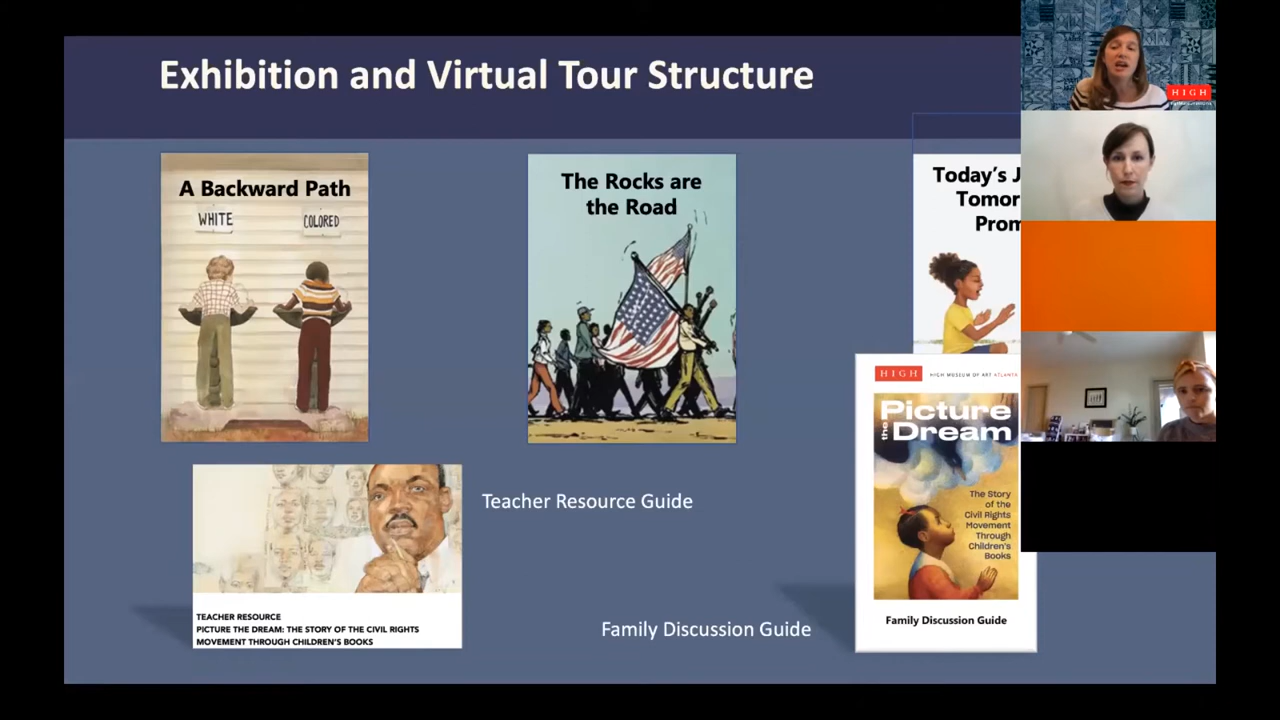 Exhibition and Virtual Tour Structure
A Backward Path
WHITE
COLORED
The Rocks are
the Road
Today's
HIGH
HIGH
HIGH MUSEUM OF ART ATLANTA
Picture
the Dream
The Story
of the
Civil Rights
Movement
Through
Children's
Books
Family Discussion Guide
Teacher Resource Guide
TEACHER RESOURCE
PICTURE THE DREAM: THE STORY OF THE CIVIL RIGHTS
MOVEMENT THROUGH CHILDREN'S BOOKS
Family Discussion Guide